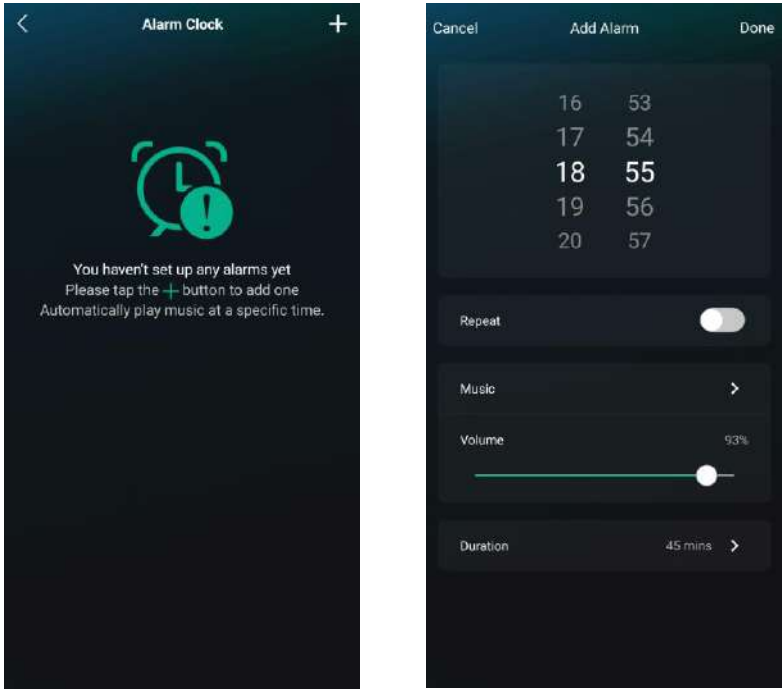 Alarm Clock
You haven't set up any alarms yet
Please tap the + button to add one
Automatically play music at a specific time.
Cancel Add Alarm Done
16 53
17 54
18 55
19 56
20 57
Repeat
Music
Volume 93%
Duration 45 mins